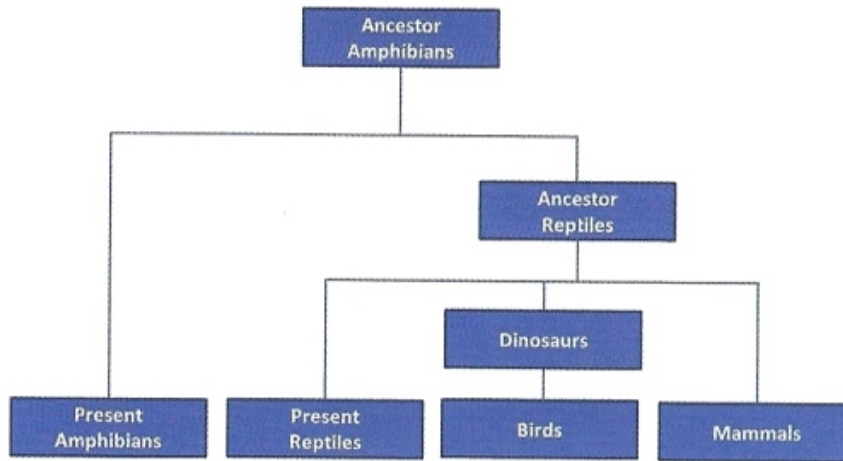 Ancestor
Amphibians
Ancestor
Reptiles
Dinosaurs
Present
Amphibians
Present
Reptiles
Birds
Mammals